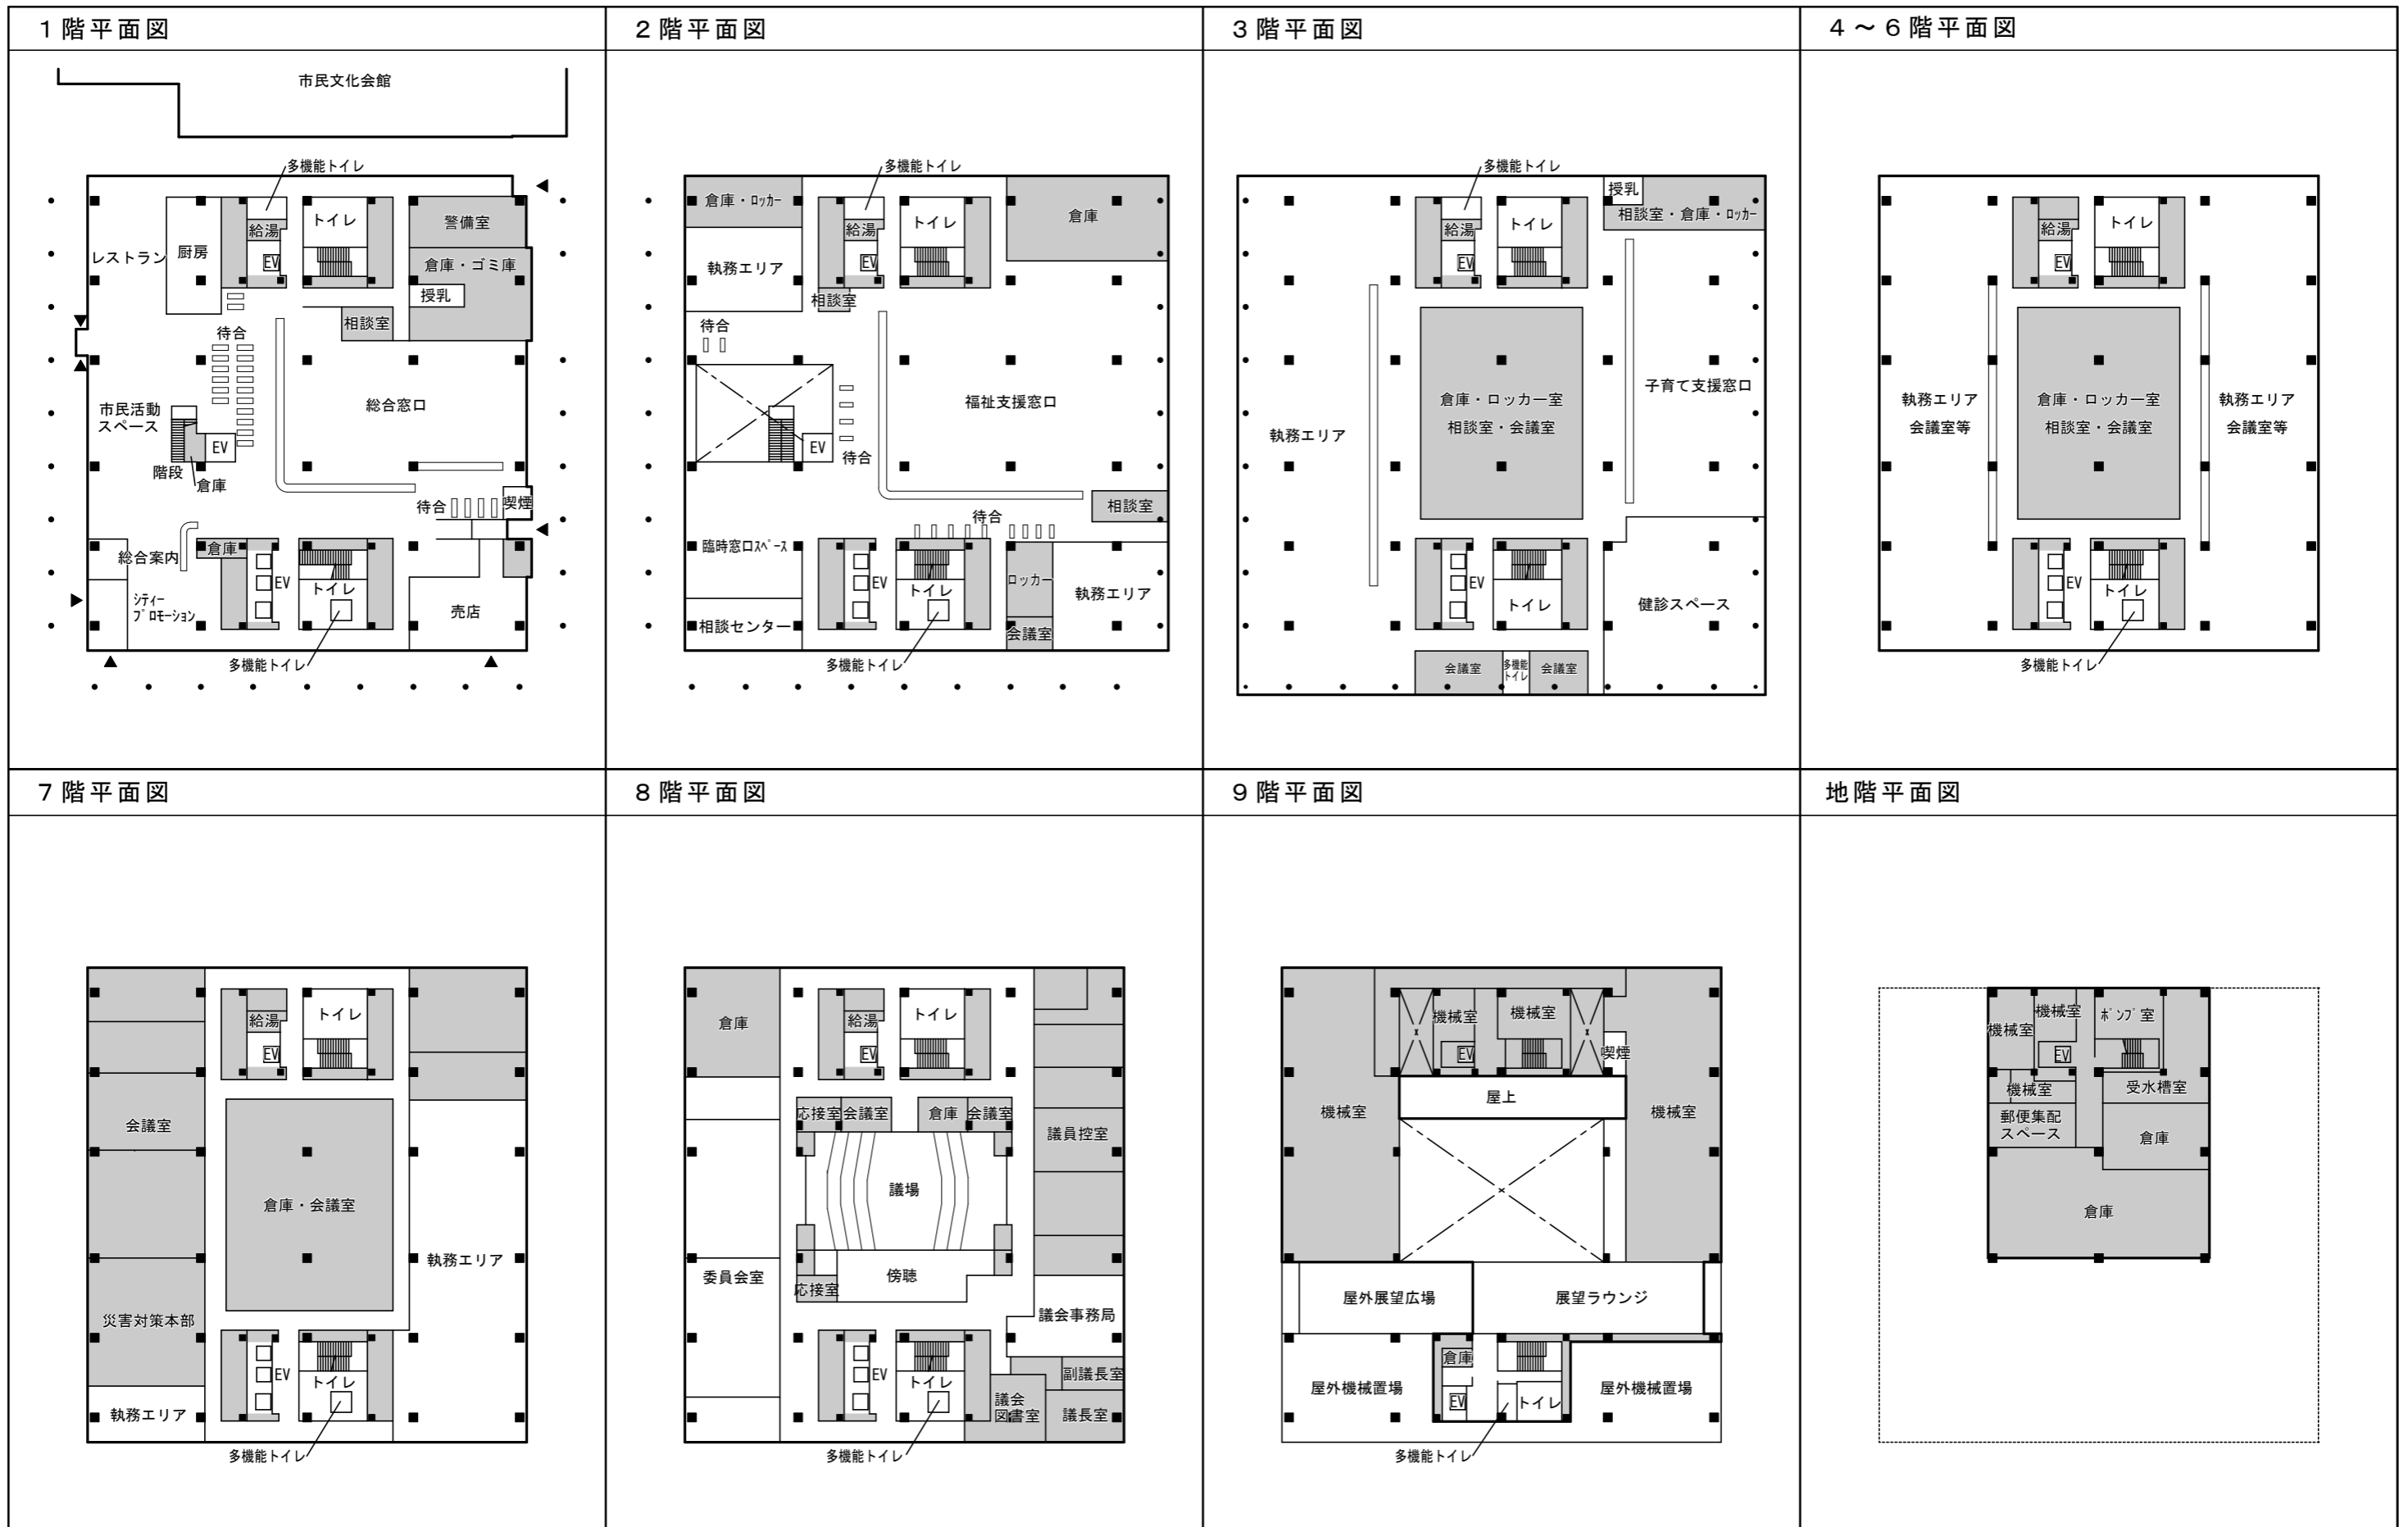 １階平面図
市民文化会館
多機能トイレ
トイレ
給湯
EV
警備室
レストラン
厨房
倉庫・ゴミ庫
授乳
相談室
待合
総合窓口
市民活動
スペース
EV
階段
倉庫
待合
喫煙
総合案内
倉庫
EV
トイレ
シティー
プロモーション
売店
多機能トイレ
２階平面図
多機能トイレ
倉庫・ロッカー
トイレ
倉庫
給湯
EV
執務エリア
相談室
待合
福祉支援窓口
EV
待合
相談室
待合
臨時窓口スペース
EV
トイレ
ロッカー
執務エリア
相談センター
会議室
多機能トイレ
３階平面図
多機能トイレ
授乳
相談室・倉庫・ロッカー
トイレ
給湯
EV
子育て支援窓口
倉庫・ロッカー室
相談室・会議室
執務エリア
EV
トイレ
健診スペース
会議室
多機能
トイレ
会議室
４～６階平面図
トイレ
給湯
EV
執務エリア
会議室等
倉庫・ロッカー室
相談室・会議室
執務エリア
会議室等
EV
トイレ
多機能トイレ
７階平面図
トイレ
給湯
EV
会議室
倉庫・会議室
執務エリア
災害対策本部
EV
トイレ
執務エリア
多機能トイレ
８階平面図
倉庫
トイレ
給湯
EV
応接室
会議室
倉庫
会議室
議員控室
議場
委員会室
傍聴
応接室
議会事務局
EV
トイレ
副議長室
議会
図書室
議長室
多機能トイレ
９階平面図
機械室
機械室
EV
喫煙
屋上
機械室
機械室
屋外展望広場
展望ラウンジ
倉庫
屋外機械置場
EV
トイレ
屋外機械置場
多機能トイレ
地階平面図
機械室
機械室
ポンプ室
EV
機械室
受水槽室
郵便集配
スペース
倉庫
倉庫